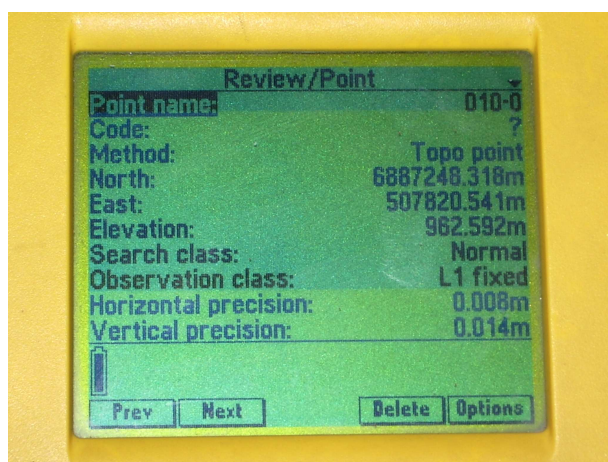 Review/Point
Point name: 010-0
Code: ?
Method: Topo point
North: 6887248.318m
East: 507820.541m
Elevation: 962.592m
Search class: Normal
Observation class: L1 fixed
Horizontal precision: 0.008m
Vertical precision: 0.014m
Prev Next Delete Options